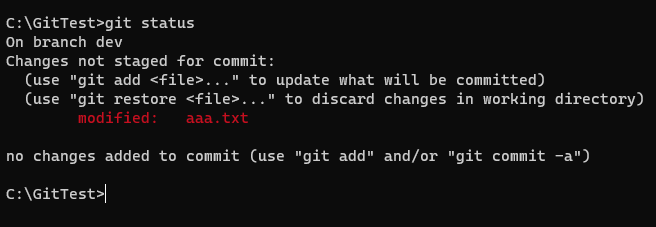 C:\GitTest>git status
On branch dev
Changes not staged for commit:
  (use "git add <file>..." to update what will be committed)
  (use "git restore <file>..." to discard changes in working directory)
        modified:   aaa.txt

no changes added to commit (use "git add" and/or "git commit -a")

C:\GitTest>